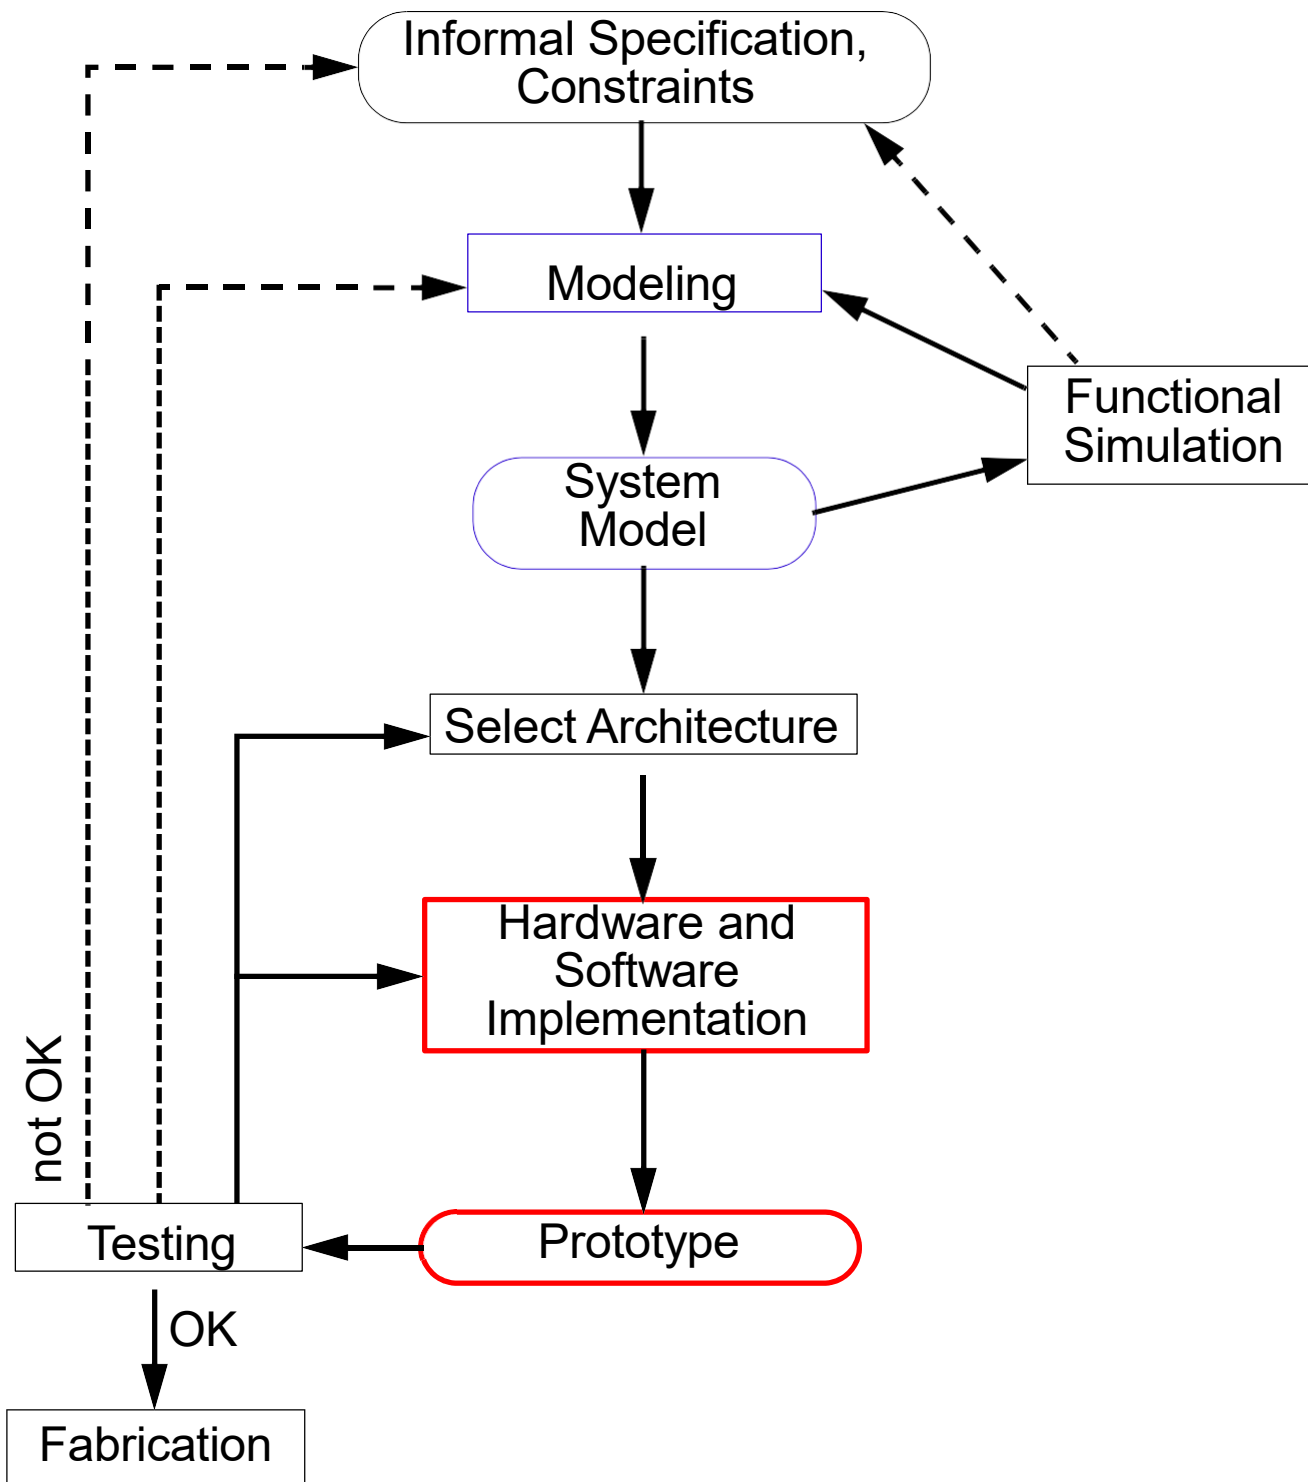 Informal Specification,
Constraints
Modeling
Functional
Simulation
System
Model
Select Architecture
Hardware and
Software
Implementation
not OK
Testing
Prototype
OK
Fabrication